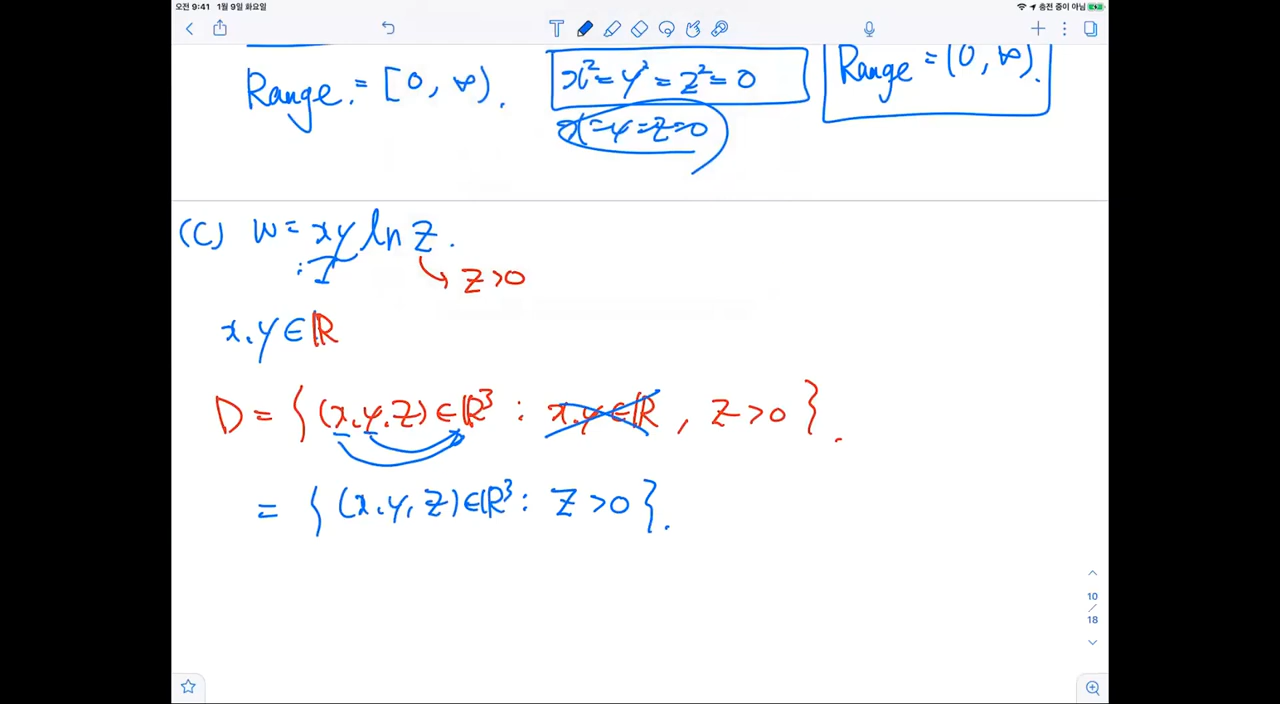 오전 9:41 1월 9일 화요일
충전 중이 아님
Range = [0, ∞).
x² = y² = z² = 0
x=y=z=0
Range = (0, ∞).
(C) w = xy ln z.
z>0
x,y ∈ ℝ
D = { (x,y,z) ∈ ℝ³ : x,y ∈ ℝ , z>0 }.
= { (x,y,z) ∈ ℝ³ : z>0 }.
10
/
18